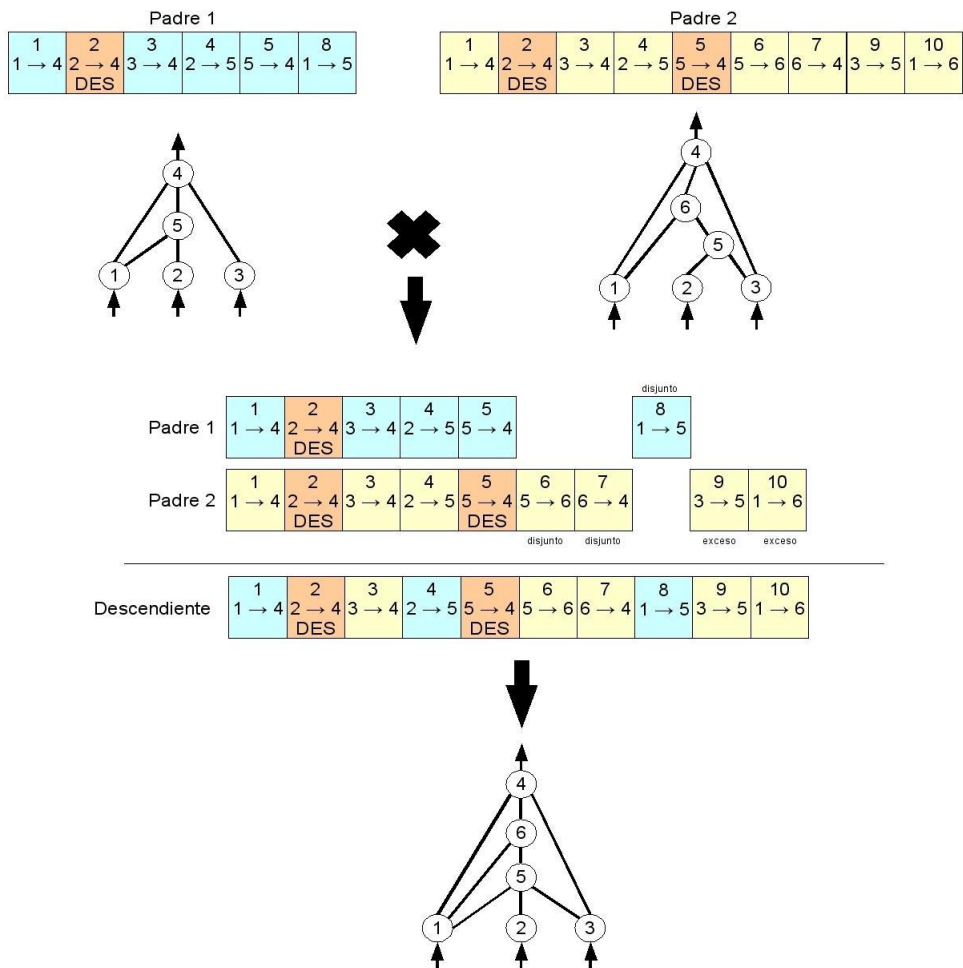 Padre 1
Padre 2
1 2 3 4 5 8
1 → 4 2 → 4 3 → 4 2 → 5 5 → 4 1 → 5
DES
1 2 3 4 5 6 7 9 10
1 → 4 2 → 4 3 → 4 2 → 5 5 → 4 5 → 6 6 → 4 3 → 5 1 → 6
DES DES
4
5
1 2 3
4
6
5
1 2 3
disjunto
Padre 1
1 2 3 4 5 8
1 → 4 2 → 4 3 → 4 2 → 5 5 → 4 1 → 5
DES
Padre 2
1 2 3 4 5 6 7 9 10
1 → 4 2 → 4 3 → 4 2 → 5 5 → 4 5 → 6 6 → 4 3 → 5 1 → 6
DES DES
disjunto disjunto exceso exceso
Descendiente
1 2 3 4 5 6 7 8 9 10
1 → 4 2 → 4 3 → 4 2 → 5 5 → 4 5 → 6 6 → 4 1 → 5 3 → 5 1 → 6
DES DES
4
6
5
1 2 3